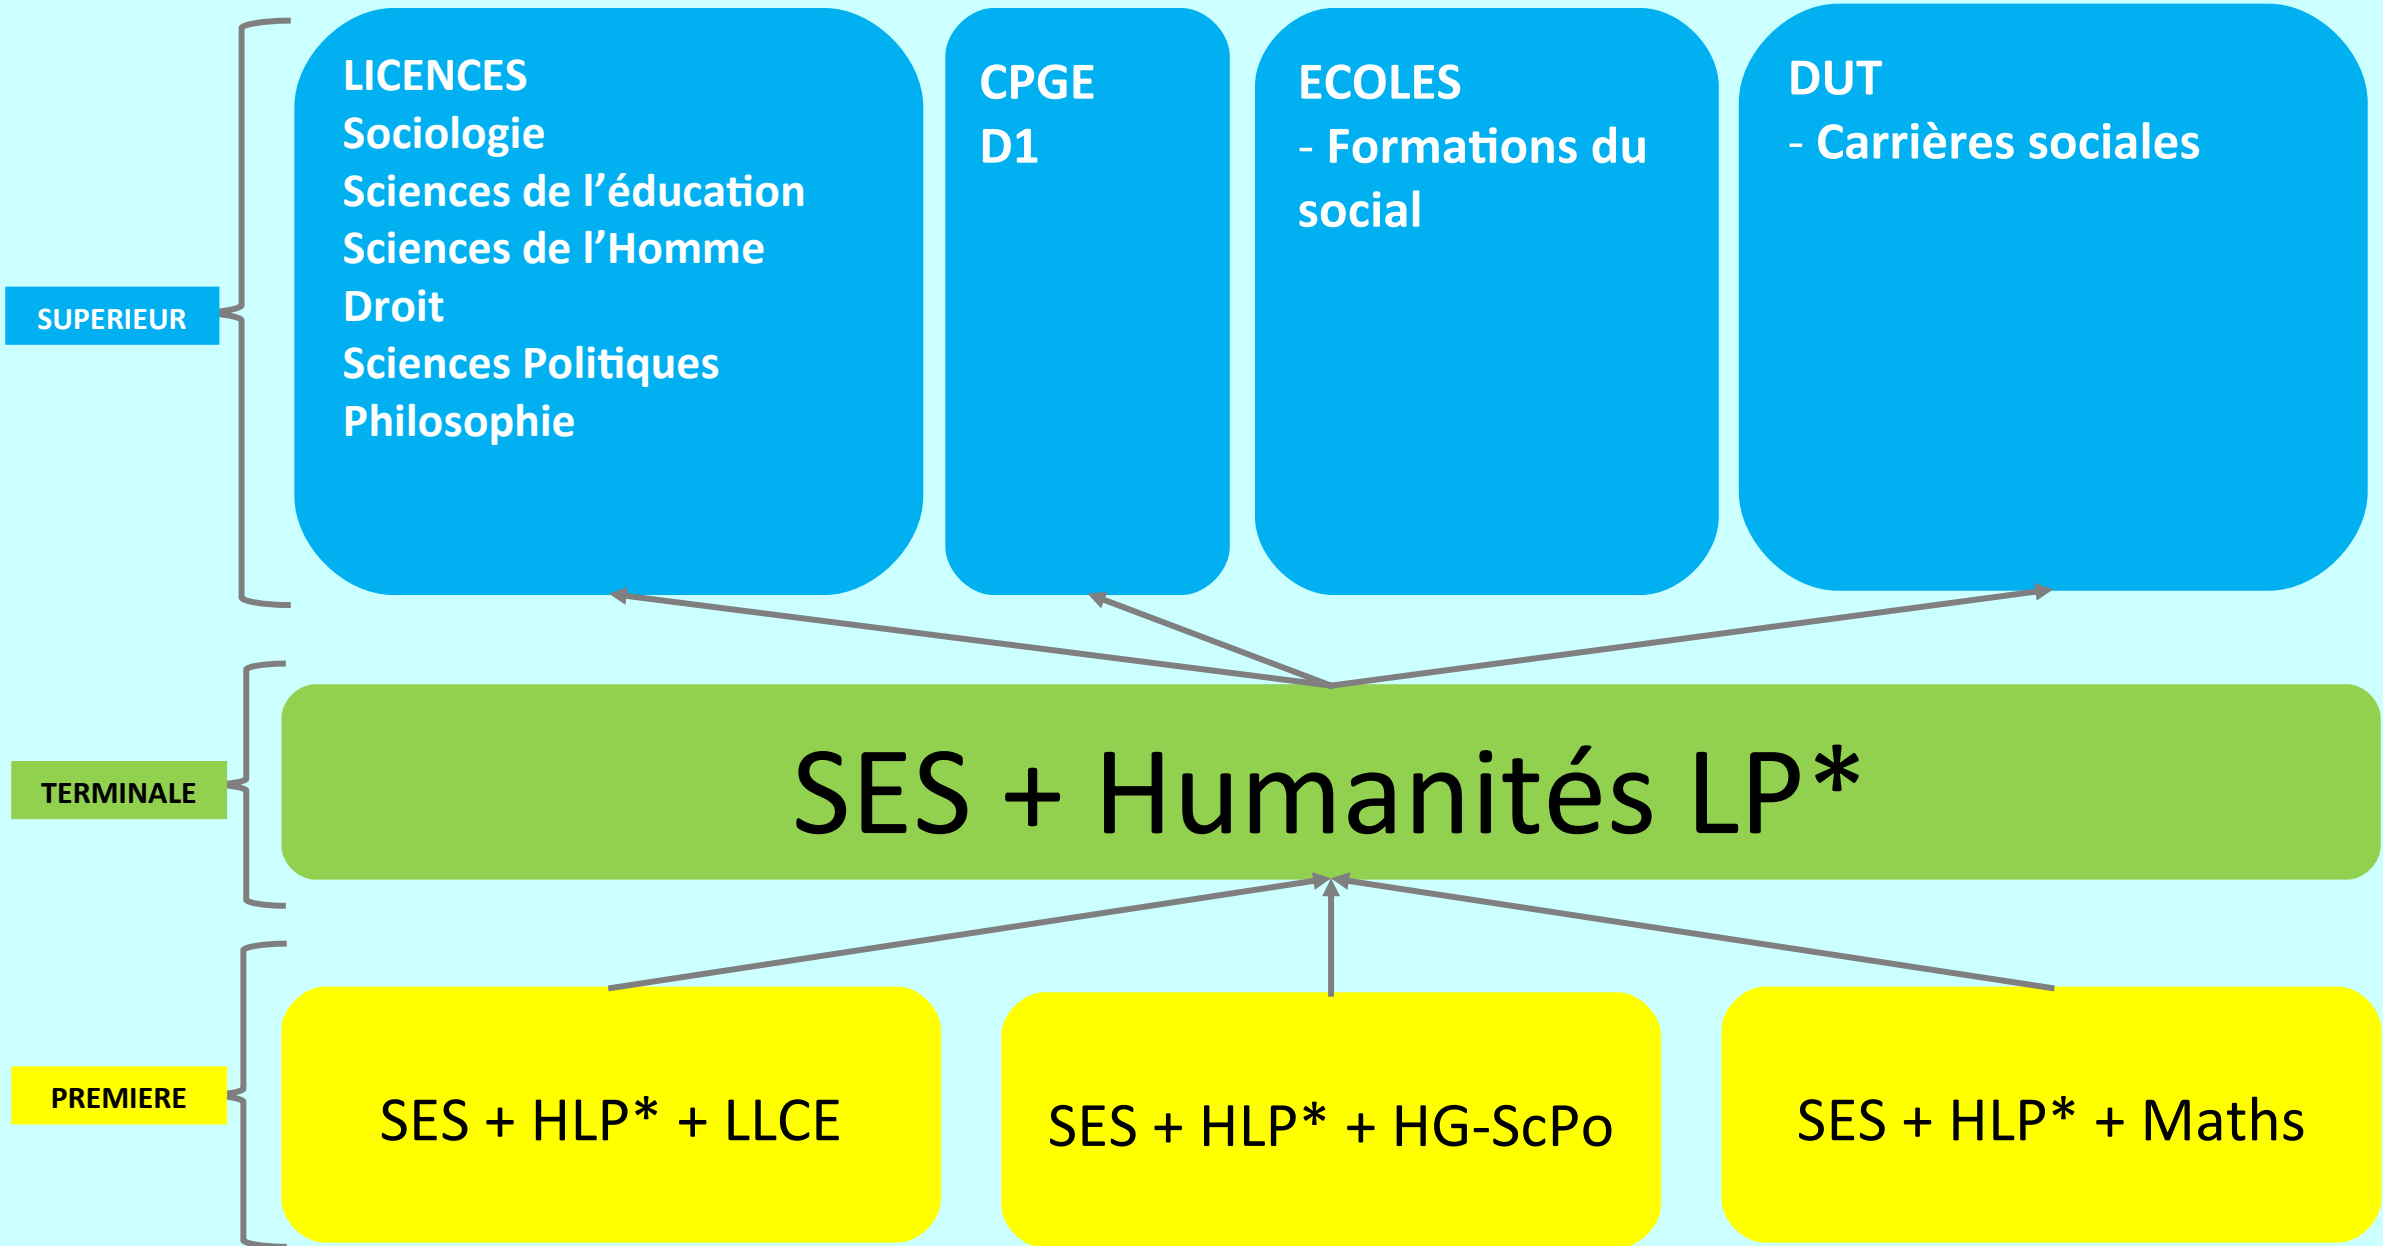 LICENCES
Sociologie
Sciences de l’éducation
Sciences de l’Homme
Droit
Sciences Politiques
Philosophie
CPGE
D1
ECOLES
- Formations du
social
DUT
- Carrières sociales
SUPERIEUR
SES + Humanités LP*
TERMINALE
SES + HLP* + LLCE
SES + HLP* + HG-ScPo
SES + HLP* + Maths
PREMIERE